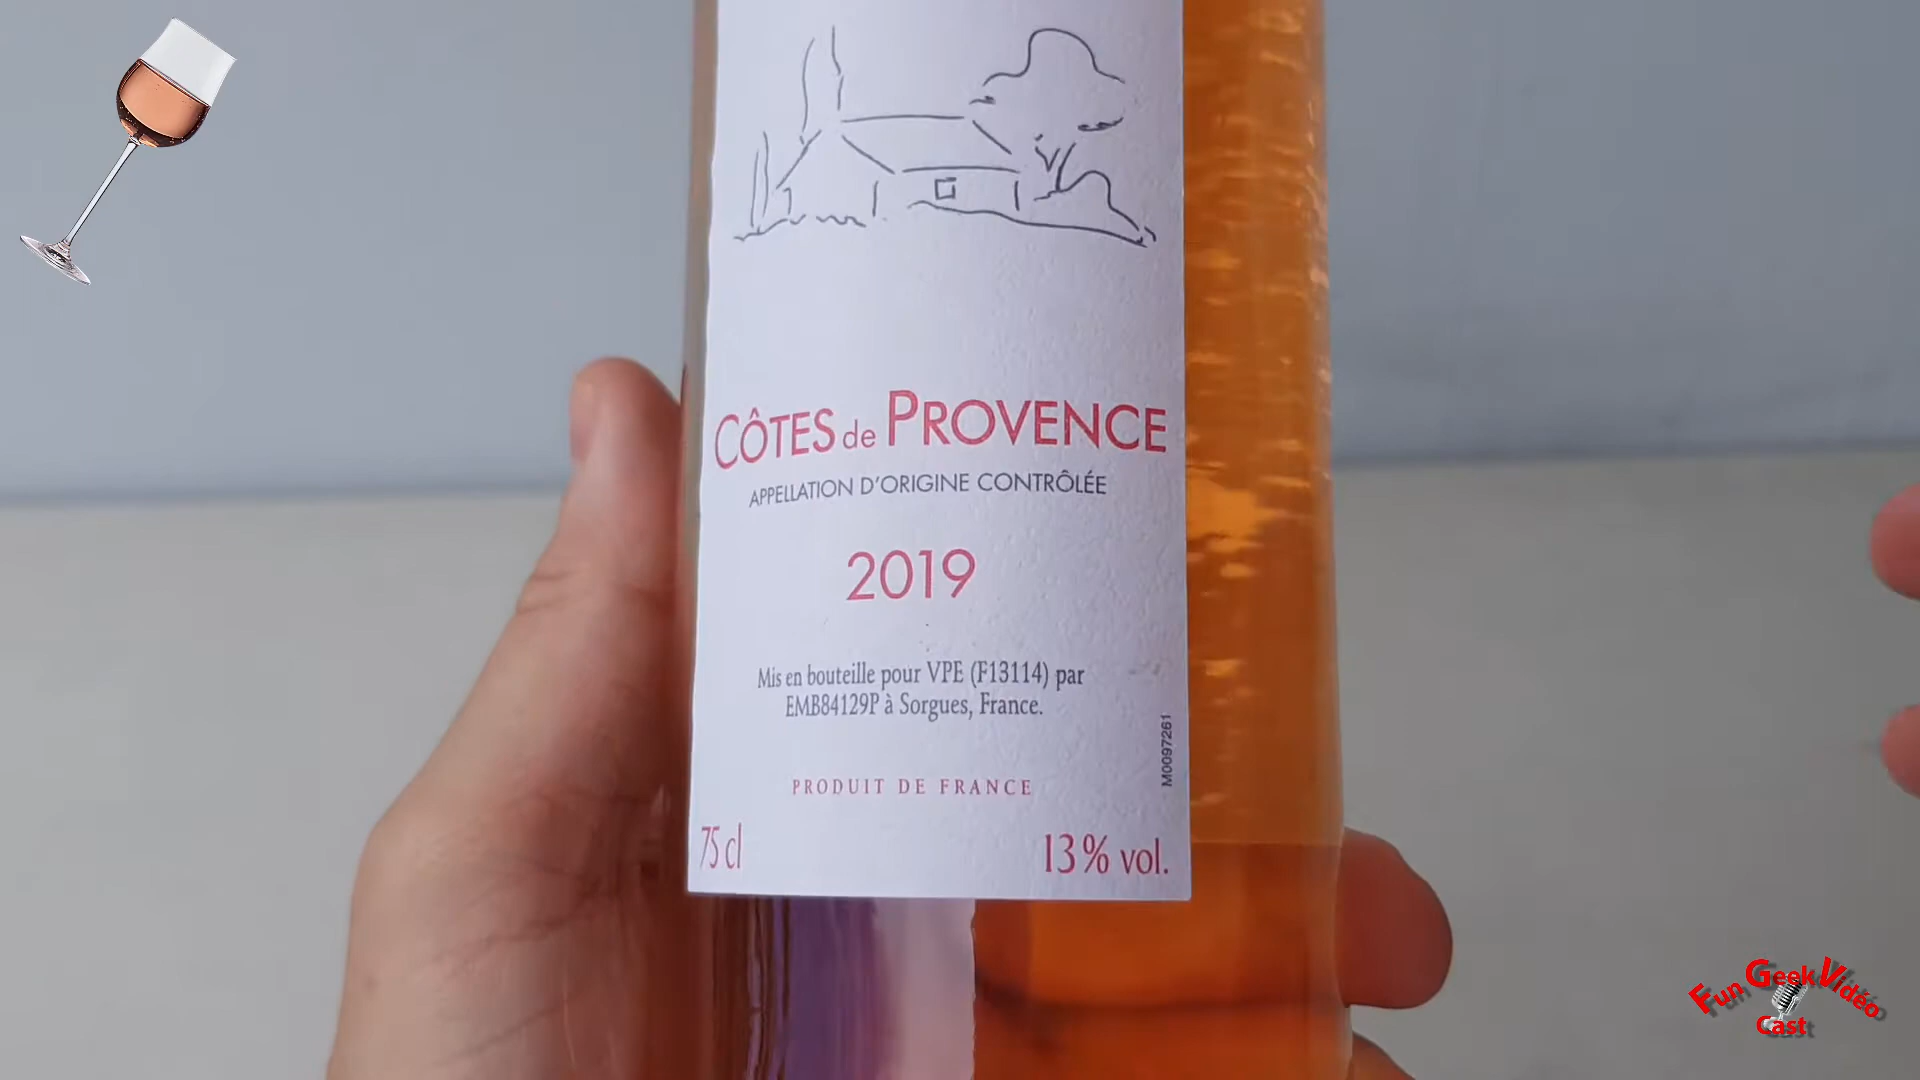 CÔTES de PROVENCE
APPELLATION D'ORIGINE CONTRÔLÉE
2019
Mis en bouteille pour VPE (F13114) par
EMB84129P à Sorgues, France.
M0097261
PRODUIT DE FRANCE
75 cl
13% vol.
Fun Geek Vidéo
Cast